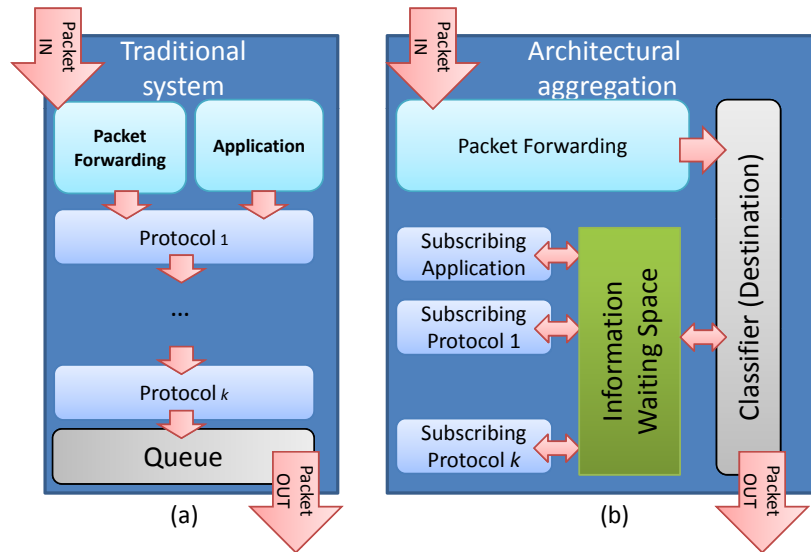 Packet
IN
Traditional
system
Packet
Forwarding
Application
Protocol 1
...
Protocol k
Queue
Packet
OUT
(a)
Packet
IN
Architectural
aggregation
Packet Forwarding
Subscribing
Application
Subscribing
Protocol 1
Subscribing
Protocol k
Information
Waiting Space
Classifier (Destination)
Packet
OUT
(b)